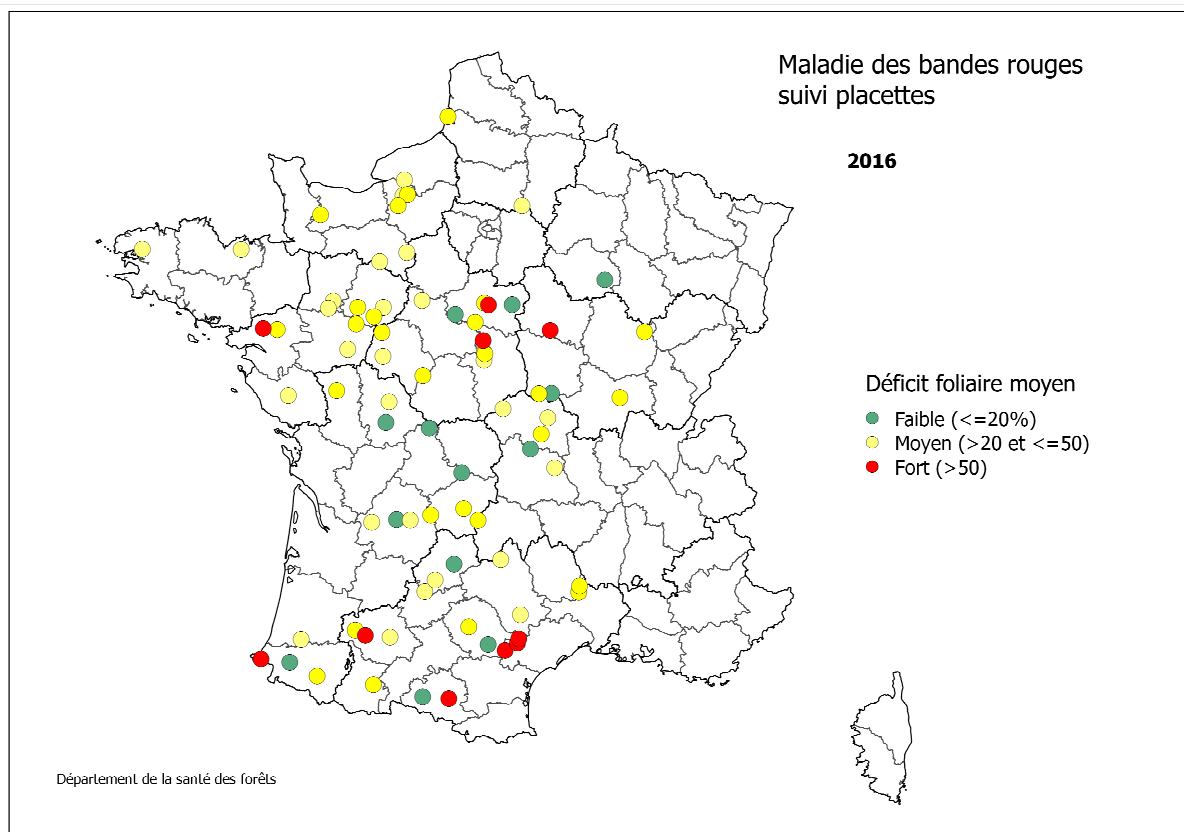 Maladie des bandes rouges
suivi placettes
2016
Déficit foliaire moyen
Faible (<=20%)
Moyen (>20 et <=50)
Fort (>50)
Département de la santé des forêts